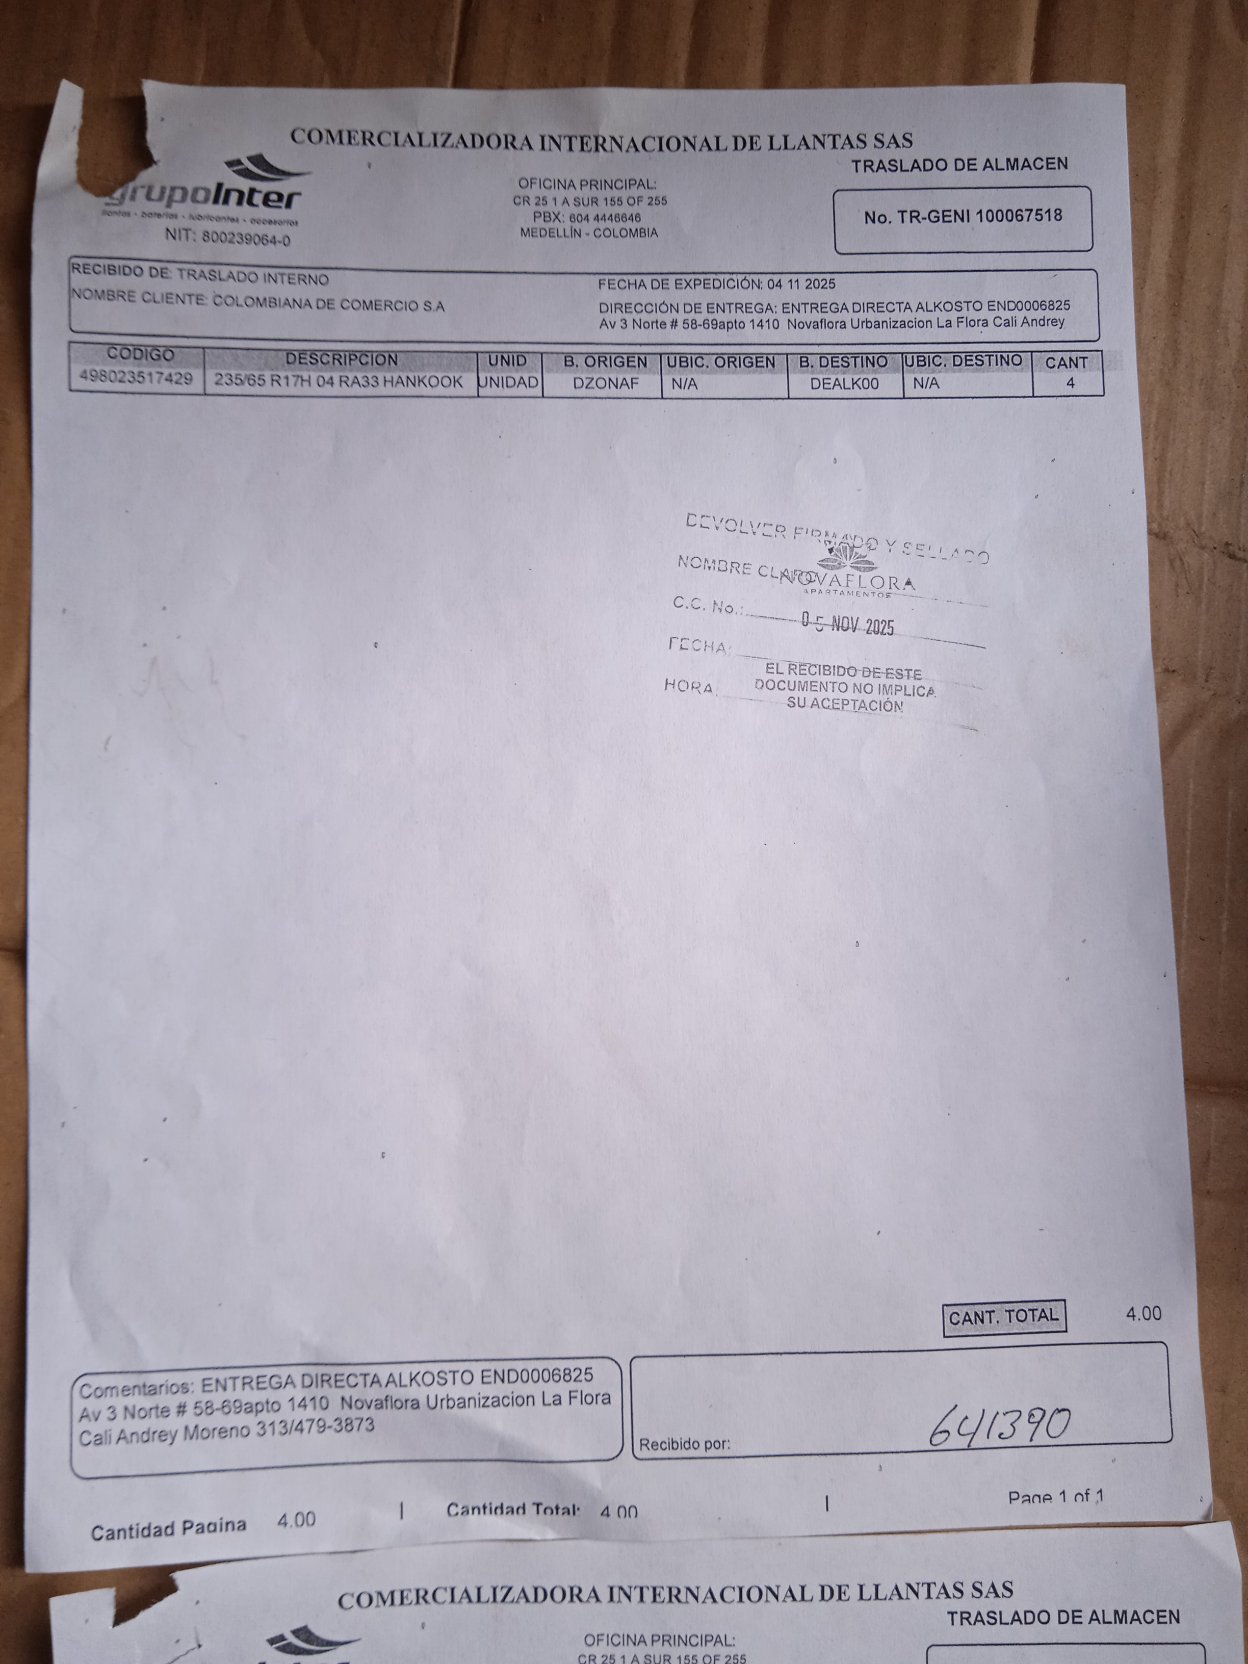 COMERCIALIZADORA INTERNACIONAL DE LLANTAS SAS
TRASLADO DE ALMACEN
grupoInter
llantas - baterías - lubricantes - accesorios
NIT: 800239064-0
OFICINA PRINCIPAL:
CR 25 1 A SUR 155 OF 255
PBX: 604 4446646
MEDELLÍN - COLOMBIA
No. TR-GENI 100067518
RECIBIDO DE: TRASLADO INTERNO
NOMBRE CLIENTE: COLOMBIANA DE COMERCIO S.A
FECHA DE EXPEDICIÓN: 04 11 2025
DIRECCIÓN DE ENTREGA: ENTREGA DIRECTA ALKOSTO END0006825
Av 3 Norte # 58-69apto 1410 Novaflora Urbanizacion La Flora Cali Andrey
CODIGO DESCRIPCION UNID B. ORIGEN UBIC. ORIGEN B. DESTINO UBIC. DESTINO CANT
498023517429 235/65 R17H 04 RA33 HANKOOK UNIDAD DZONAF N/A DEALK00 N/A 4
DEVOLVER FIRMADO Y SELLADO
NOMBRE CLARO
NOVAFLORA
APARTAMENTOS
C.C. No.:
05 NOV 2025
FECHA:
EL RECIBIDO DE ESTE
HORA:
DOCUMENTO NO IMPLICA
SU ACEPTACIÓN
CANT. TOTAL 4.00
Comentarios: ENTREGA DIRECTA ALKOSTO END0006825
Av 3 Norte # 58-69apto 1410 Novaflora Urbanizacion La Flora
Cali Andrey Moreno 313/479-3873
Recibido por:
641390
Cantidad Pagina 4.00 | Cantidad Total: 4.00 | Page 1 of 1
COMERCIALIZADORA INTERNACIONAL DE LLANTAS SAS
TRASLADO DE ALMACEN
OFICINA PRINCIPAL:
CR 25 1 A SUR 155 OF 255